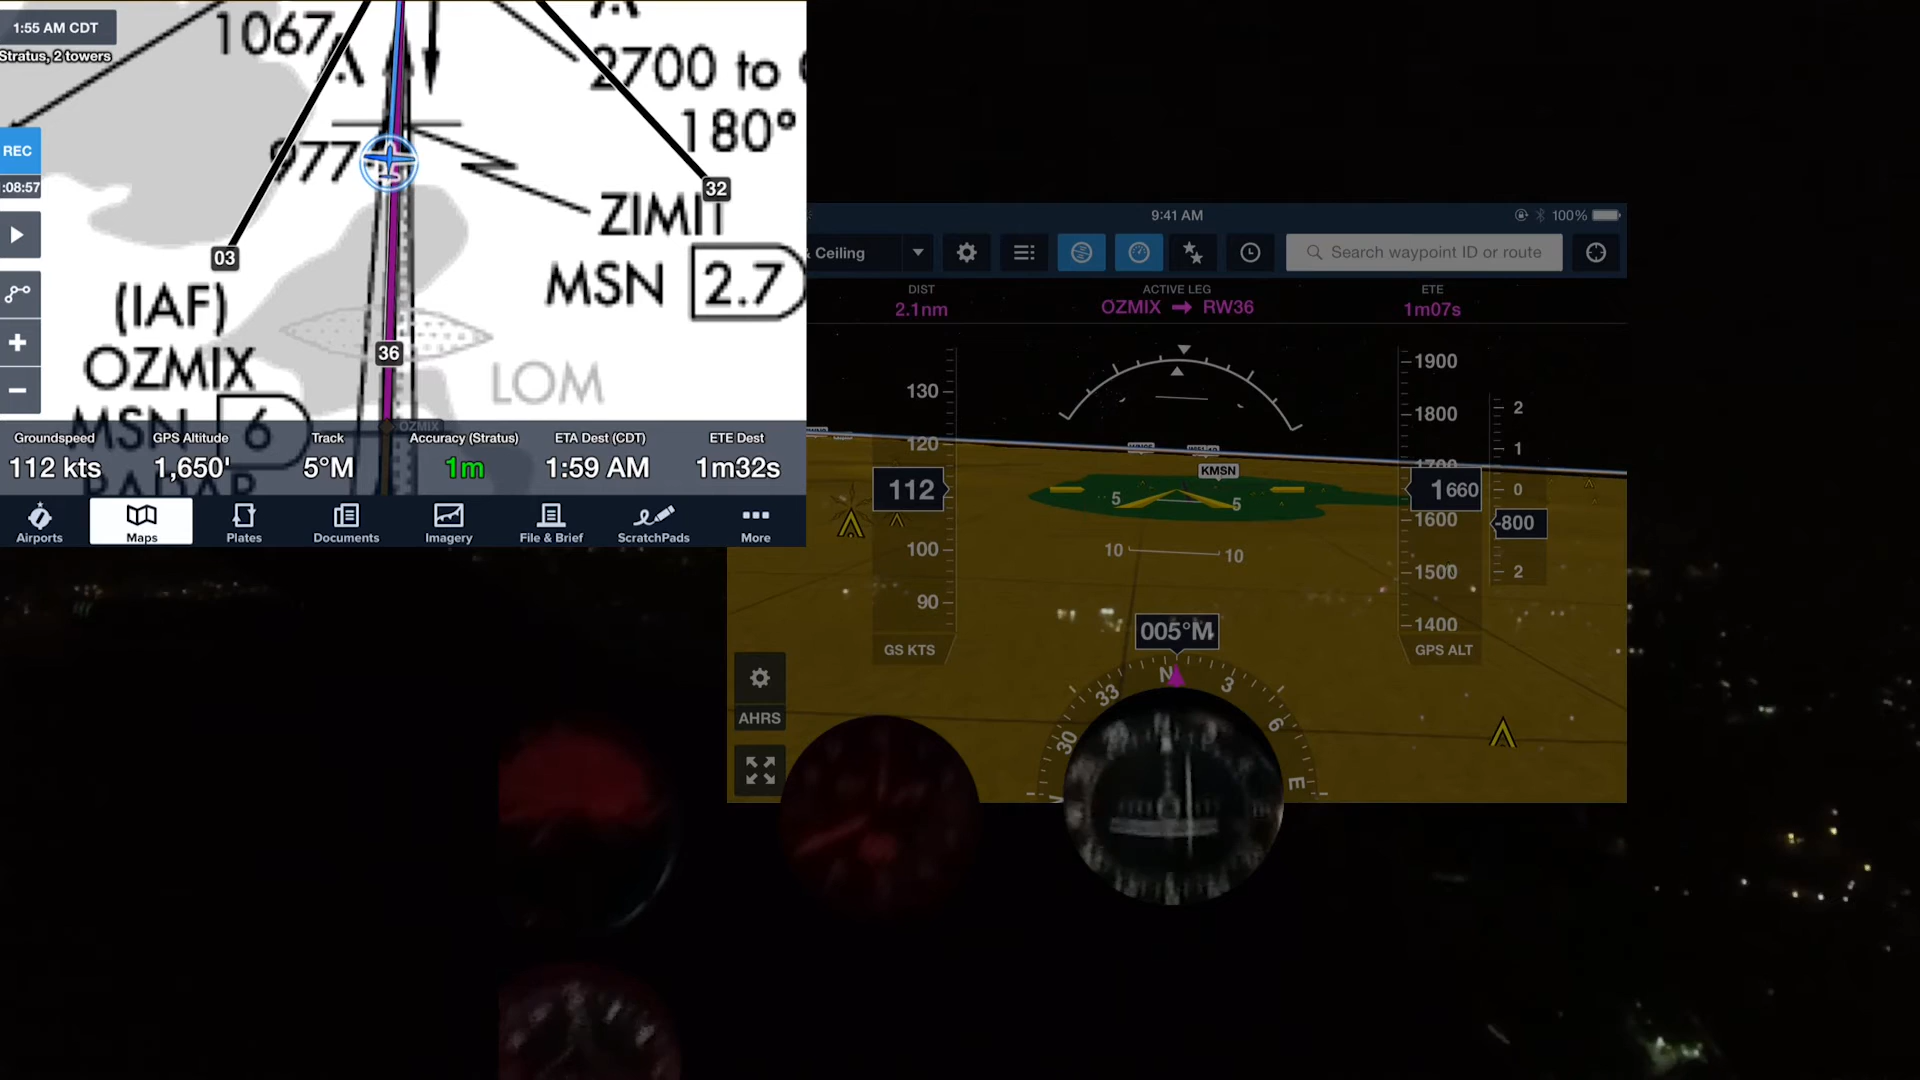 1:55 AM CDT
Stratus, 2 towers
1067
2700 to
180°
977
REC
:08:57
ZIMIT
32
03
MSN 2.7
(IAF)
OZMIX
36
LOM
MSN 6
OZMIX
RADAR
Groundspeed
112 kts
GPS Altitude
1,650'
Track
5°M
Accuracy (Stratus)
1m
ETA Dest (CDT)
1:59 AM
ETE Dest
1m32s
Airports
Maps
Plates
Documents
Imagery
File & Brief
ScratchPads
More
9:41 AM
100%
& Ceiling
Search waypoint ID or route
DIST
2.1nm
ACTIVE LEG
OZMIX ➞ RW36
ETE
1m07s
130
120
112
100
90
GS KTS
KMSN
5 5
10 10
1900
1800
1700
1660
1600
1500
1400
GPS ALT
2
1
0
-800
2
005°M
AHRS
30
33
N
3
6
E